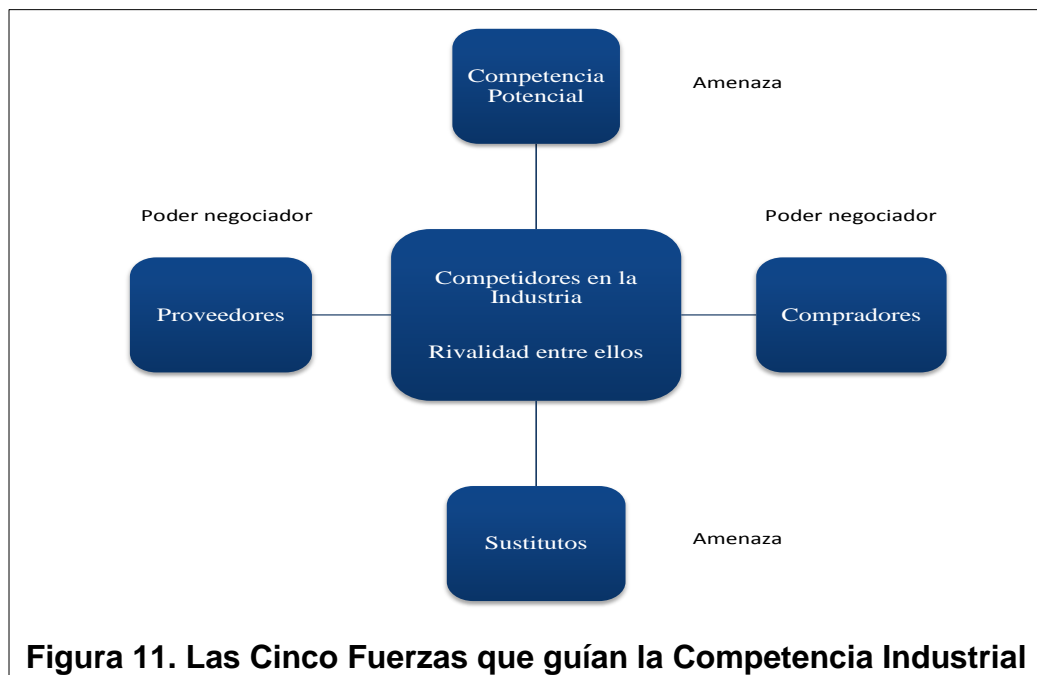 Competencia
Potencial
Amenaza
Poder negociador
Poder negociador
Proveedores
Competidores en la
Industria
Rivalidad entre ellos
Compradores
Sustitutos
Amenaza
Figura 11. Las Cinco Fuerzas que guían la Competencia Industrial